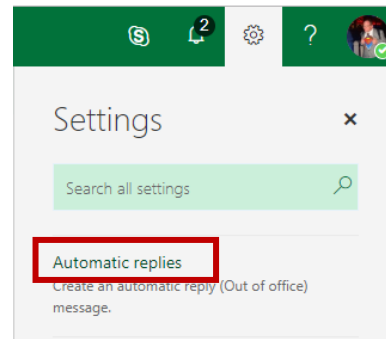 2
?
Settings
×
Search all settings
Automatic replies
Create an automatic reply (Out of office)
message.